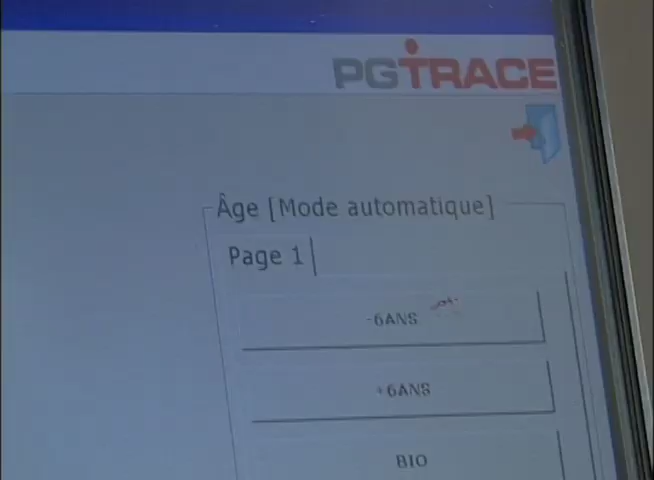 PGTRACE
Âge [Mode automatique]
Page 1
-6ANS
+6ANS
BIO